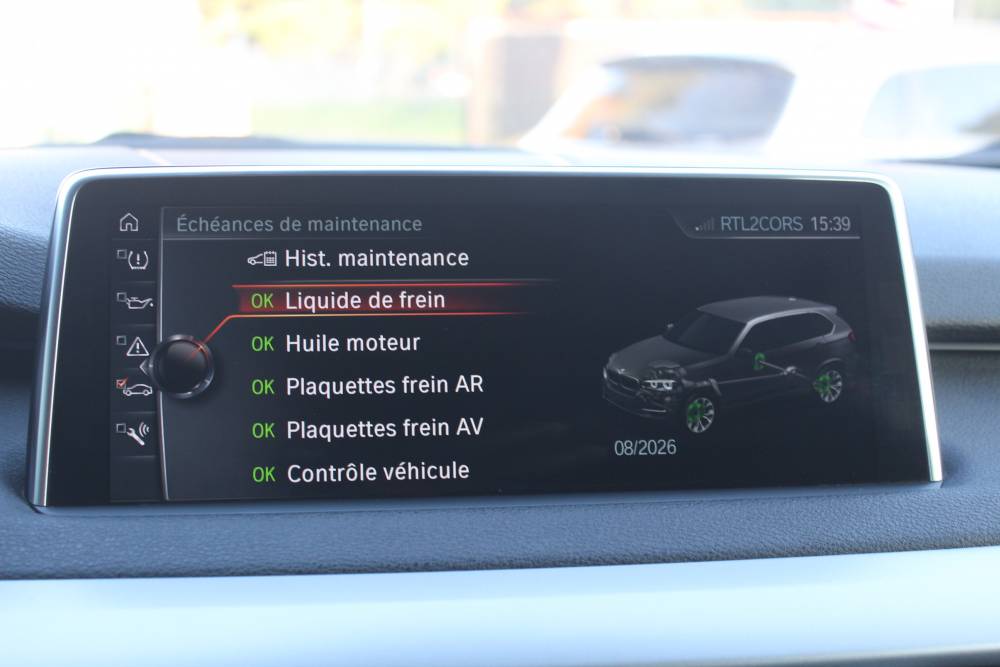 Échéances de maintenance
RTL2CORS 15:39
Hist. maintenance
OK Liquide de frein
OK Huile moteur
OK Plaquettes frein AR
OK Plaquettes frein AV
OK Contrôle véhicule
08/2026